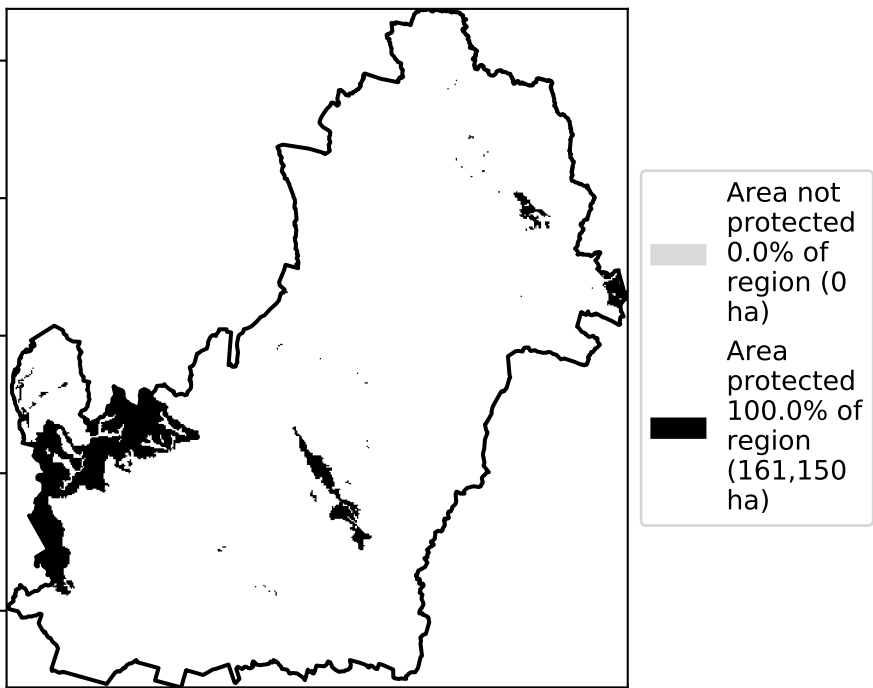 Area not
protected
0.0% of
region (0
ha)
Area
protected
100.0% of
region
(161,150
ha)